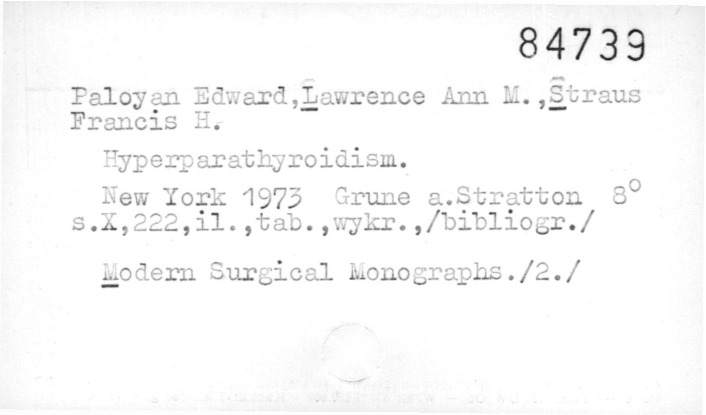 84739
Paloyan Edward,Lawrence Ann M.,Straus
Francis H.
Hyperparathyroidism.
New York 1973 Grune a.Stratton 8°
s.X,222,il.,tab.,wykr.,/bibliogr./
Modern Surgical Monographs./2./